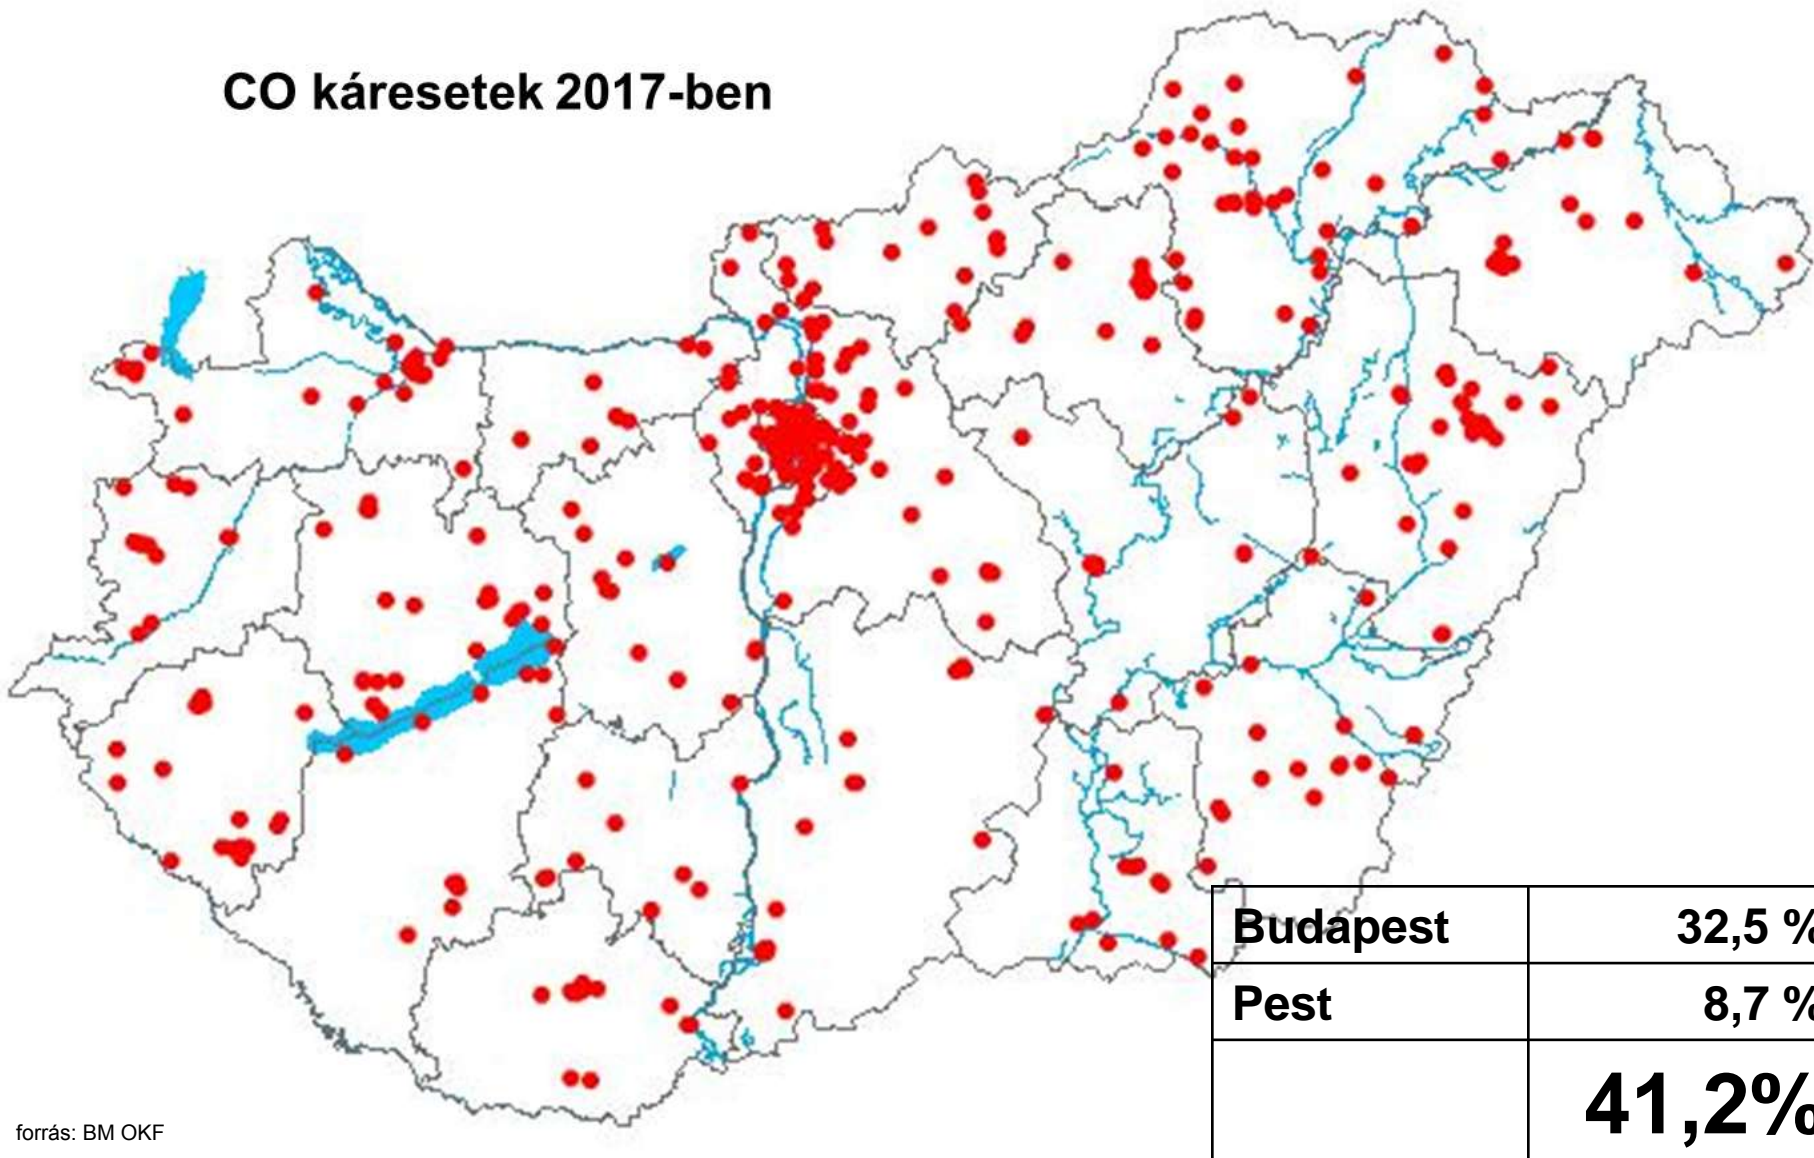 CO káresetek 2017-ben
Budapest 32,5 %
Pest 8,7 %
41,2%
forrás: BM OKF